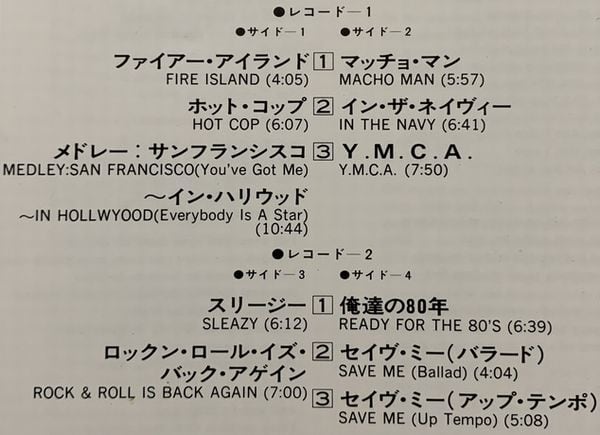 ●レコード—1
●サイド—1
●サイド—2
ファイアー・アイランド
FIRE ISLAND (4:05)
1
マッチョ・マン
MACHO MAN (5:57)
ホット・コップ
HOT COP (6:07)
2
イン・ザ・ネイヴィー
IN THE NAVY (6:41)
メドレー：サンフランシスコ
MEDLEY:SAN FRANCISCO(You've Got Me)
3
Y.M.C.A.
Y.M.C.A. (7:50)
〜イン・ハリウッド
〜IN HOLLWYOOD(Everybody Is A Star)
(10:44)
●レコード—2
●サイド—3
●サイド—4
スリージー
SLEAZY (6:12)
1
俺達の80年
READY FOR THE 80'S (6:39)
ロックン・ロール・イズ・
バック・アゲイン
ROCK & ROLL IS BACK AGAIN (7:00)
2
セイヴ・ミー(バラード)
SAVE ME (Ballad) (4:04)
3
セイヴ・ミー(アップ・テンポ)
SAVE ME (Up Tempo) (5:08)